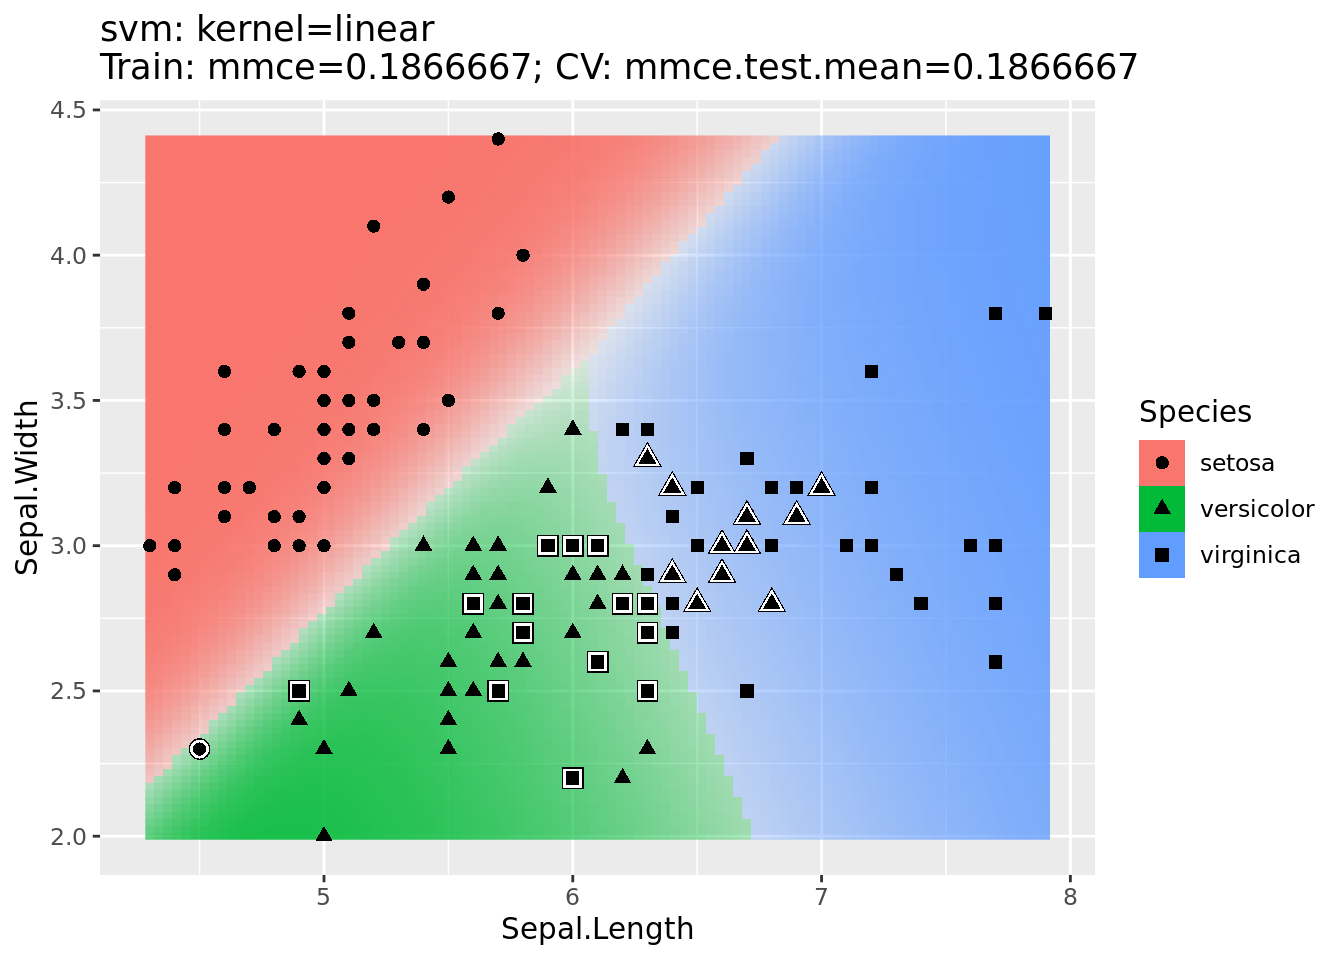 svm: kernel=linear
Train: mmce=0.1866667; CV: mmce.test.mean=0.1866667
4.5
4.0
3.5
3.0
2.5
2.0
Sepal.Width
5
6
7
8
Sepal.Length
Species
setosa
versicolor
virginica